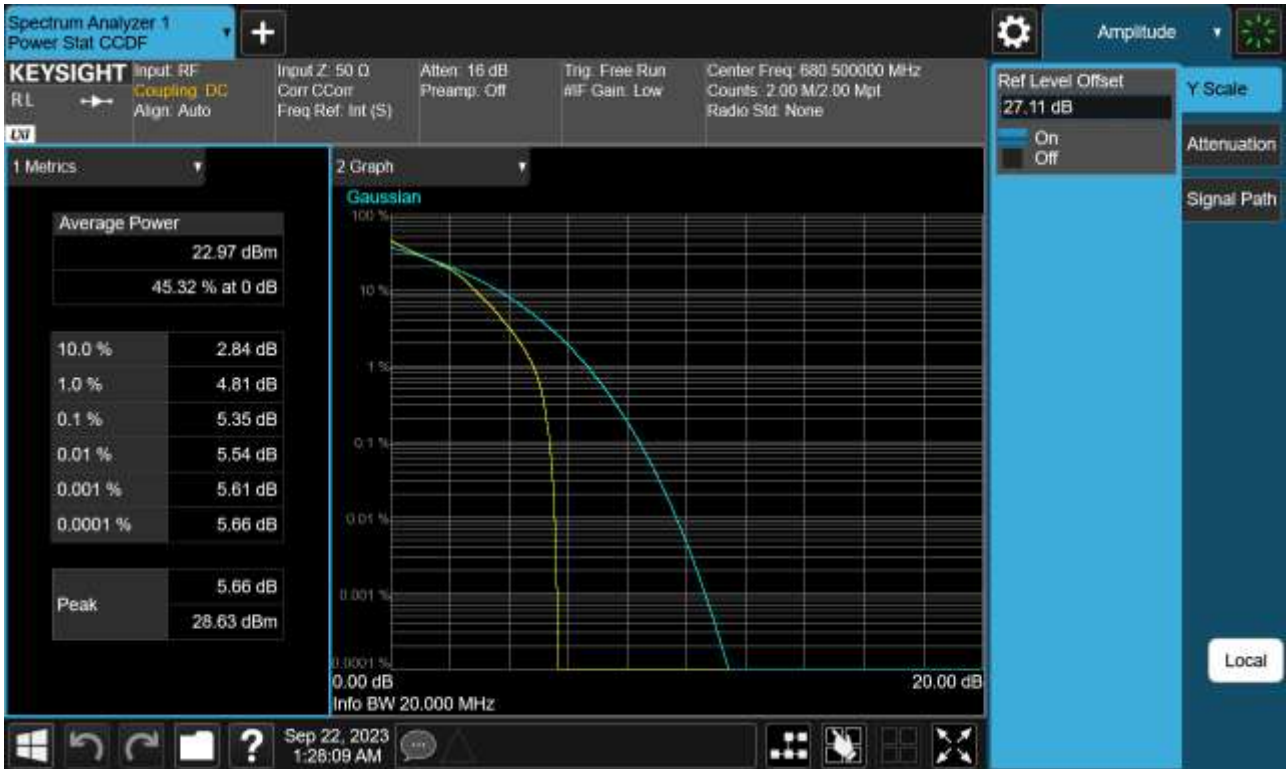 Spectrum Analyzer 1
Power Stat CCDF
+
Amplitude
KEYSIGHT
RL
LXI
Input: RF
Coupling: DC
Align: Auto
Input Z: 50 Ω
Corr CCorr
Freq Ref: Int (S)
Atten: 16 dB
Preamp: Off
Trig: Free Run
#IF Gain: Low
Center Freq: 680.500000 MHz
Counts: 2.00 M/2.00 Mpt
Radio Std: None
Ref Level Offset
27.11 dB
On
Off
Y Scale
Attenuation
Signal Path
Local
1 Metrics
Average Power
22.97 dBm
45.32 % at 0 dB
10.0 % 2.84 dB
1.0 % 4.81 dB
0.1 % 5.35 dB
0.01 % 5.54 dB
0.001 % 5.61 dB
0.0001 % 5.66 dB
Peak
5.66 dB
28.63 dBm
2 Graph
Gaussian
100 %
10 %
1 %
0.1 %
0.01 %
0.001 %
0.0001 %
0.00 dB 20.00 dB
Info BW 20.000 MHz
?
Sep 22, 2023
1:28:09 AM